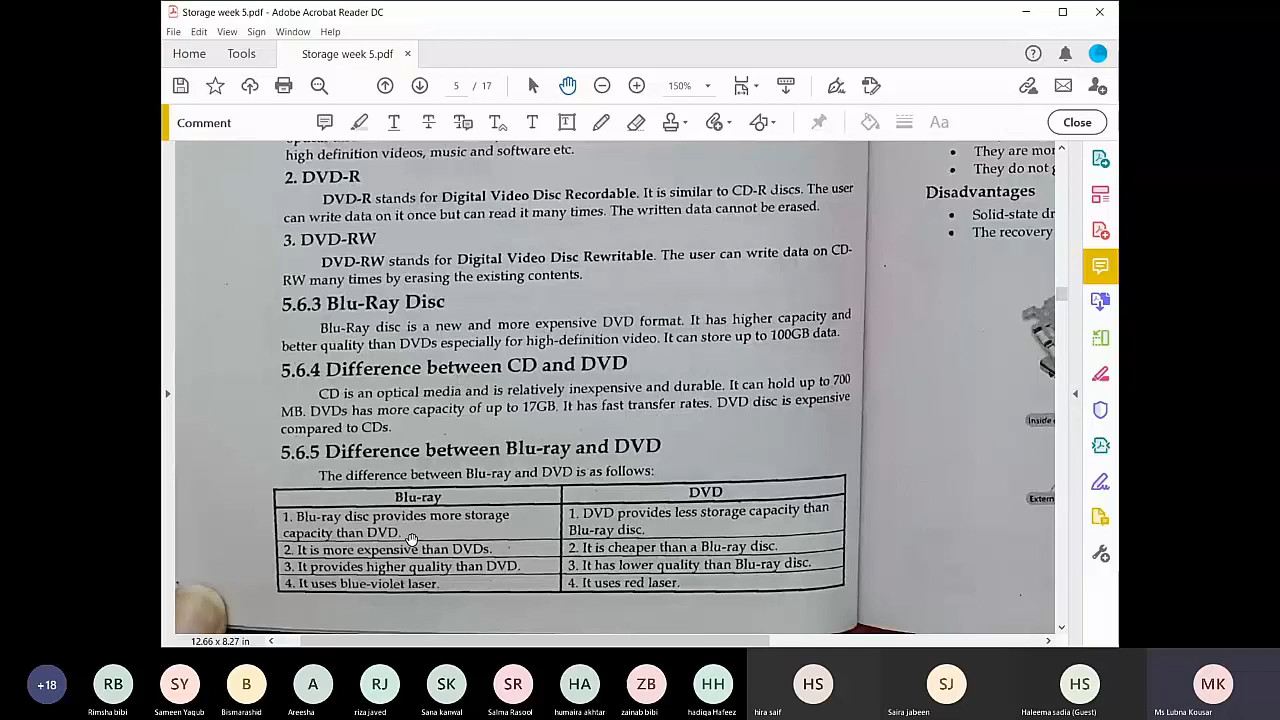 Storage week 5.pdf - Adobe Acrobat Reader DC
File Edit View Sign Window Help
Home Tools Storage week 5.pdf ×
5 / 17 150%
Comment Close
high definition videos, music and software etc.
2. DVD-R
DVD-R stands for Digital Video Disc Recordable. It is similar to CD-R discs. The user
can write data on it once but can read it many times. The written data cannot be erased.
3. DVD-RW
DVD-RW stands for Digital Video Disc Rewritable. The user can write data on CD-
RW many times by erasing the existing contents.
5.6.3 Blu-Ray Disc
Blu-Ray disc is a new and more expensive DVD format. It has higher capacity and
better quality than DVDs especially for high-definition video. It can store up to 100GB data.
5.6.4 Difference between CD and DVD
CD is an optical media and is relatively inexpensive and durable. It can hold up to 700
MB. DVDs has more capacity of up to 17GB. It has fast transfer rates. DVD disc is expensive
compared to CDs.
5.6.5 Difference between Blu-ray and DVD
The difference between Blu-ray and DVD is as follows:
Blu-ray DVD
1. Blu-ray disc provides more storage
capacity than DVD.
1. DVD provides less storage capacity than
Blu-ray disc.
2. It is more expensive than DVDs. 2. It is cheaper than a Blu-ray disc.
3. It provides higher quality than DVD. 3. It has lower quality than Blu-ray disc.
4. It uses blue-violet laser. 4. It uses red laser.
• They are mor
• They do not g
Disadvantages
• Solid-state dr
• The recovery
Inside
Extern
12.66 x 8.27 in
+18 RB SY B A RJ SK SR HA ZB HH HS SJ HS MK
Rimsha bibi Sameen Yaqub Bismarashid Areesha riza javed Sana kanwal Salma Rasool humaira akhtar zainab bibi hadiqa Hafeez hira saif Saira jabeen Haleema sadia (Guest) Ms Lubna Kousar